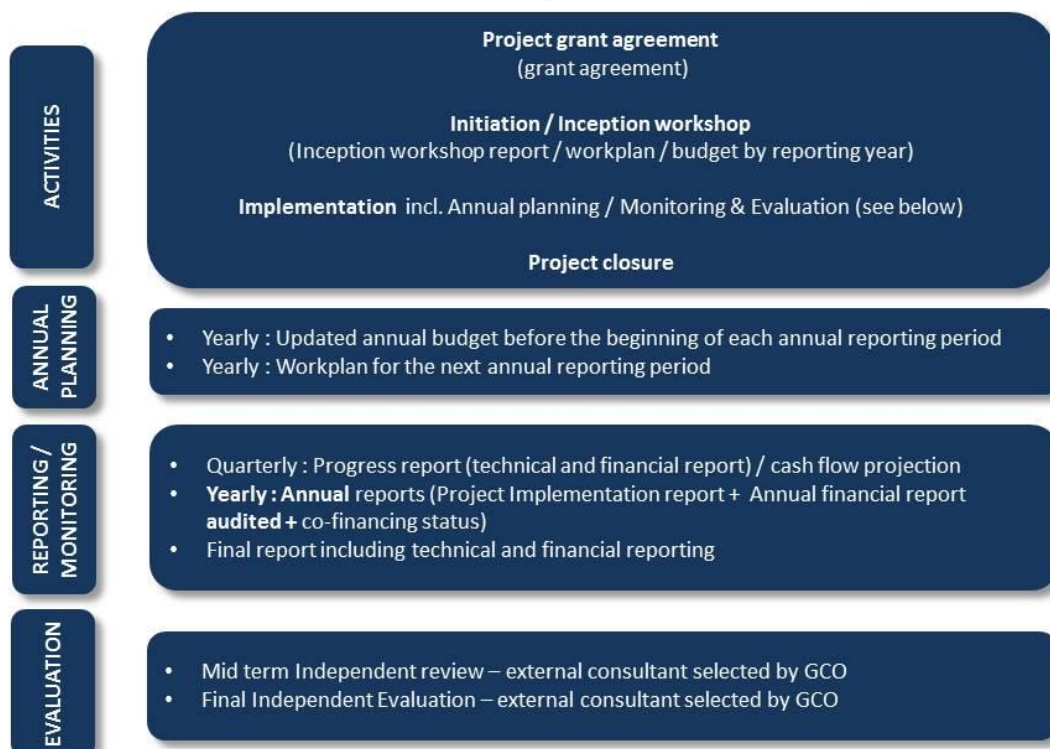 ACTIVITIES
Project grant agreement
(grant agreement)
Initiation / Inception workshop
(Inception workshop report / workplan / budget by reporting year)
Implementation incl. Annual planning / Monitoring & Evaluation (see below)
Project closure
ANNUAL
PLANNING
• Yearly : Updated annual budget before the beginning of each annual reporting period
• Yearly : Workplan for the next annual reporting period
REPORTING /
MONITORING
• Quarterly : Progress report (technical and financial report) / cash flow projection
• Yearly : Annual reports (Project Implementation report + Annual financial report
audited + co-financing status)
• Final report including technical and financial reporting
EVALUATION
• Mid term Independent review – external consultant selected by GCO
• Final Independent Evaluation – external consultant selected by GCO